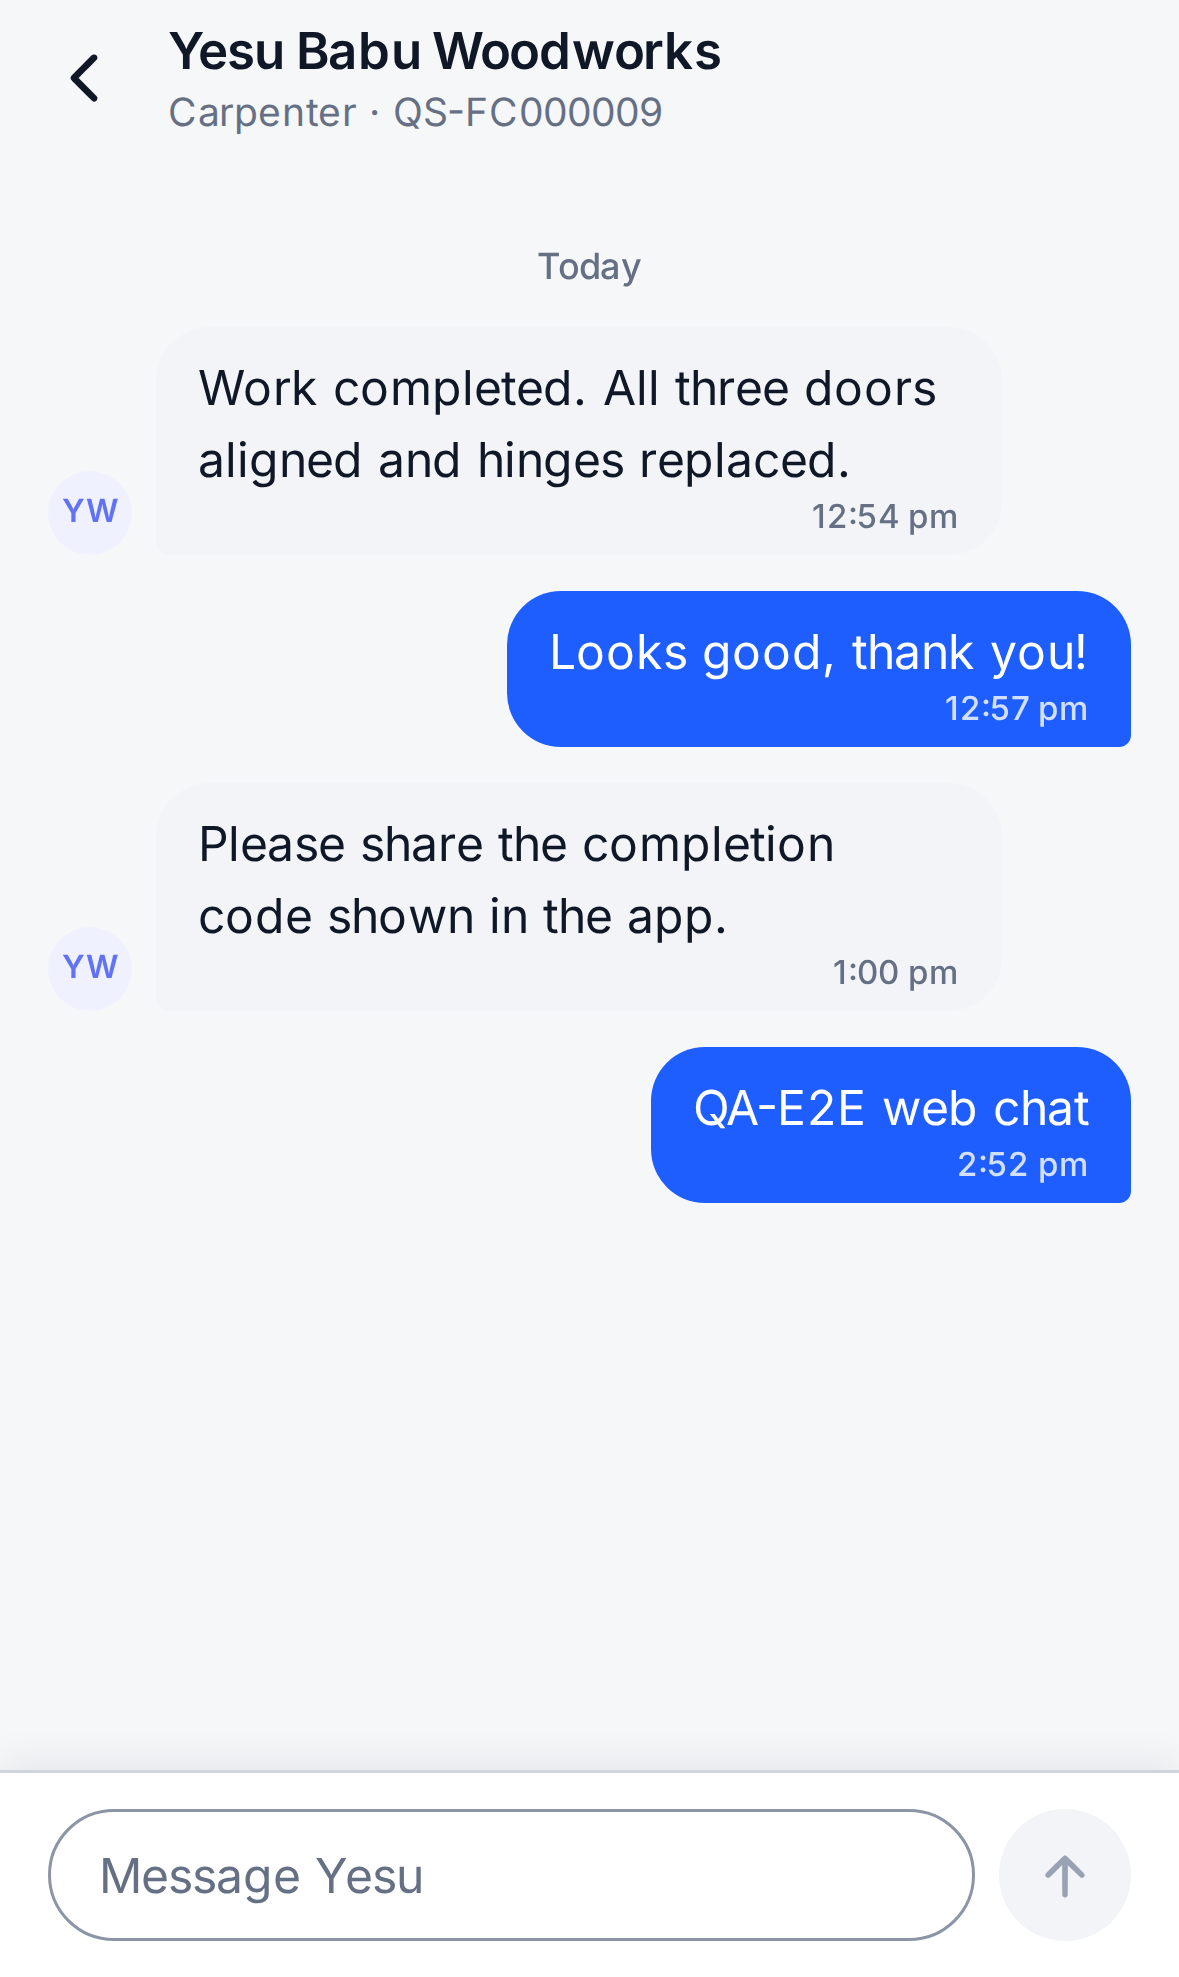 Yesu Babu Woodworks
Carpenter · QS-FC000009
Today
Work completed. All three doors
aligned and hinges replaced.
YW
12:54 pm
Looks good, thank you!
12:57 pm
Please share the completion
code shown in the app.
YW
1:00 pm
QA-E2E web chat
2:52 pm
Message Yesu